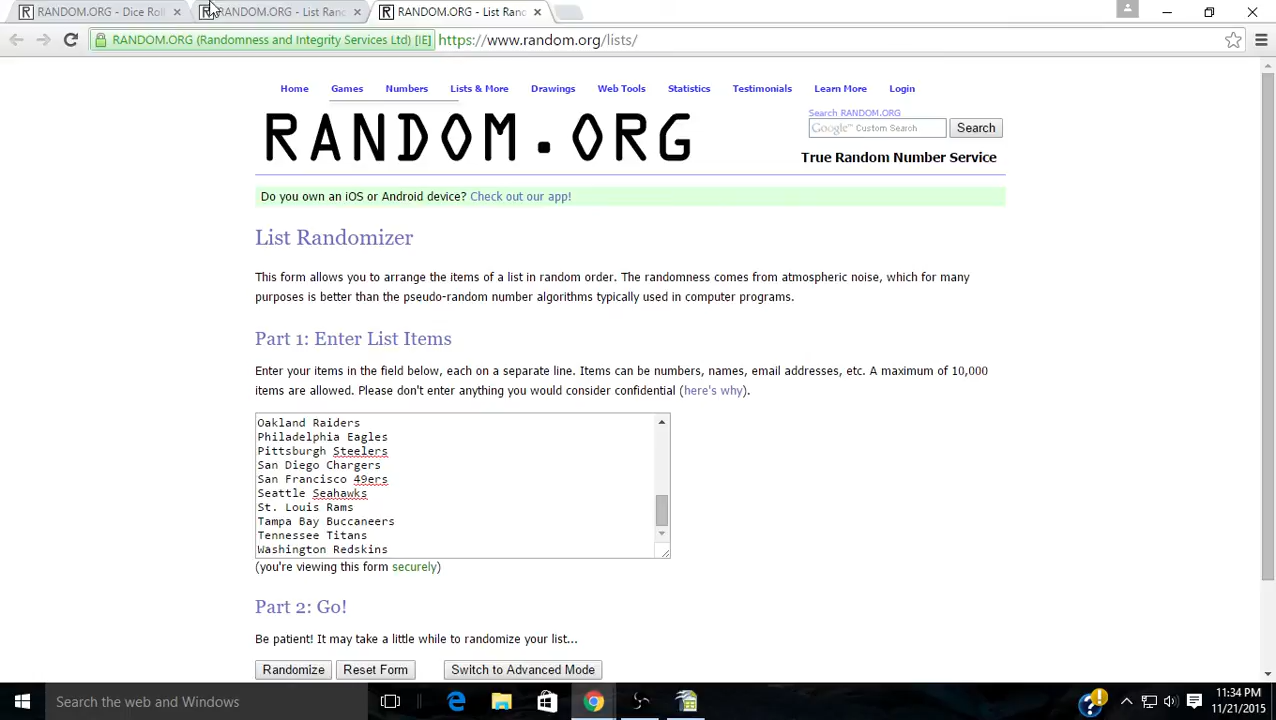 RANDOM.ORG - Dice Roll
RANDOM.ORG - List Ranc
RANDOM.ORG - List Ranc
RANDOM.ORG (Randomness and Integrity Services Ltd) [IE]
https://www.random.org/lists/
Home Games Numbers Lists & More Drawings Web Tools Statistics Testimonials Learn More Login
RANDOM.ORG
Search RANDOM.ORG
Google™ Custom Search
Search
True Random Number Service
Do you own an iOS or Android device? Check out our app!
List Randomizer
This form allows you to arrange the items of a list in random order. The randomness comes from atmospheric noise, which for many
purposes is better than the pseudo-random number algorithms typically used in computer programs.
Part 1: Enter List Items
Enter your items in the field below, each on a separate line. Items can be numbers, names, email addresses, etc. A maximum of 10,000
items are allowed. Please don't enter anything you would consider confidential (here's why).
Oakland Raiders
Philadelphia Eagles
Pittsburgh Steelers
San Diego Chargers
San Francisco 49ers
Seattle Seahawks
St. Louis Rams
Tampa Bay Buccaneers
Tennessee Titans
Washington Redskins
(you're viewing this form securely)
Part 2: Go!
Be patient! It may take a little while to randomize your list...
Randomize
Reset Form
Switch to Advanced Mode
Search the web and Windows
11:34 PM
11/21/2015